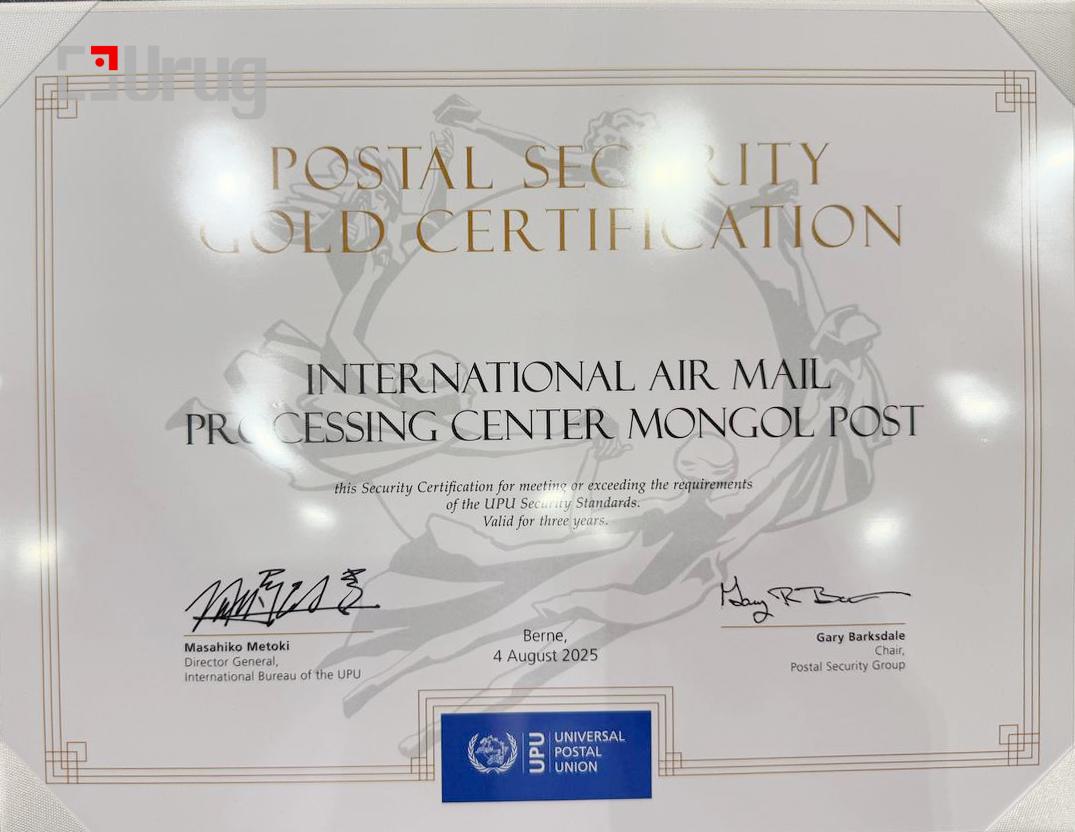 Urug
POSTAL SECURITY
GOLD CERTIFICATION
INTERNATIONAL AIR MAIL
PROCESSING CENTER MONGOL POST
this Security Certification for meeting or exceeding the requirements
of the UPU Security Standards.
Valid for three years.
Masahiko Metoki
Director General,
International Bureau of the UPU
Berne,
4 August 2025
Gary R B
Gary Barksdale
Chair,
Postal Security Group
UPU
UNIVERSAL
POSTAL
UNION